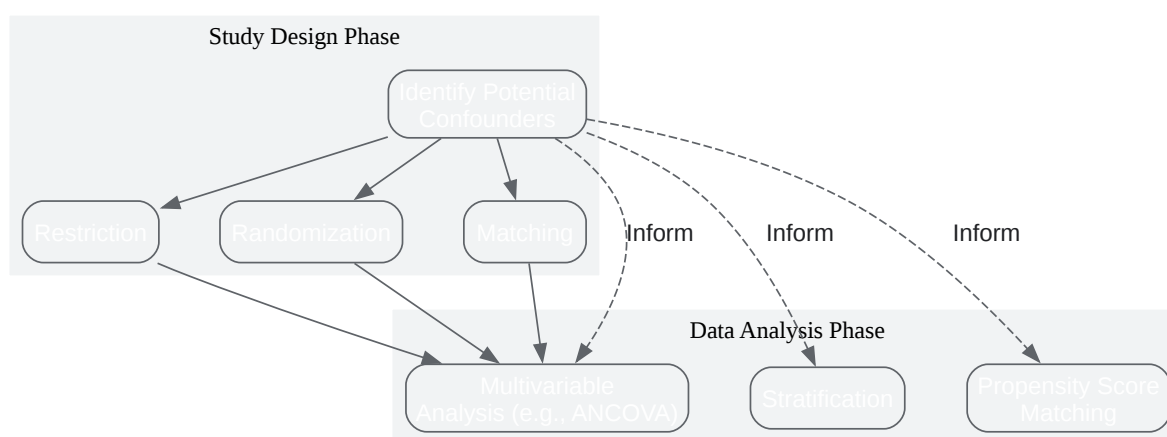 Study Design Phase
Identify Potential
Confounders
Restriction
Randomization
Matching
Inform
Inform
Inform
Data Analysis Phase
Multivariable
Analysis (e.g., ANCOVA)
Stratification
Propensity Score
Matching